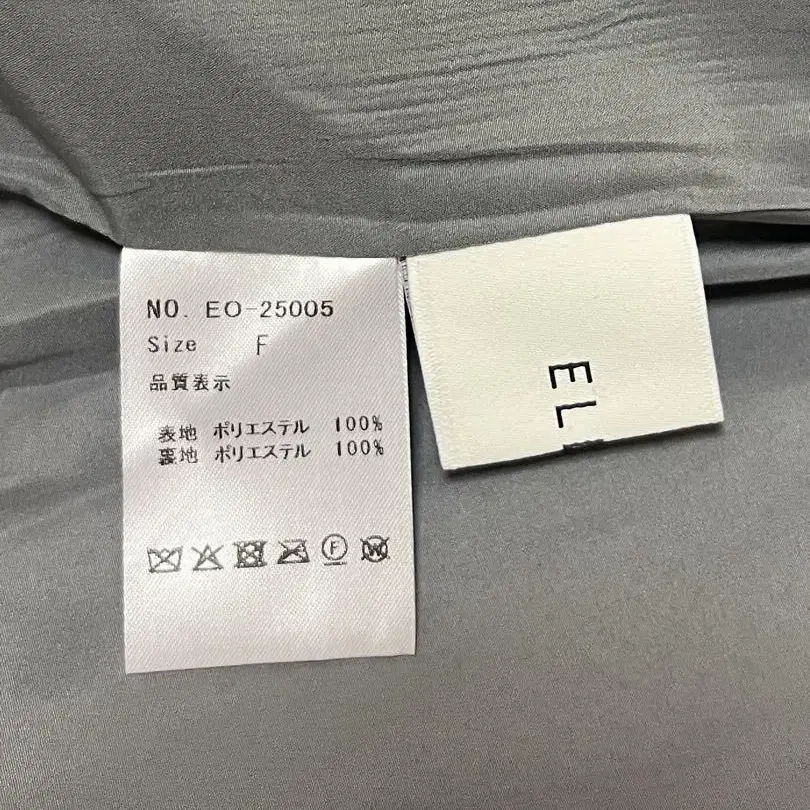 NO. EO-25005
Size F
品質表示
表地 ポリエステル 100%
裏地 ポリエステル 100%
F
W
EL